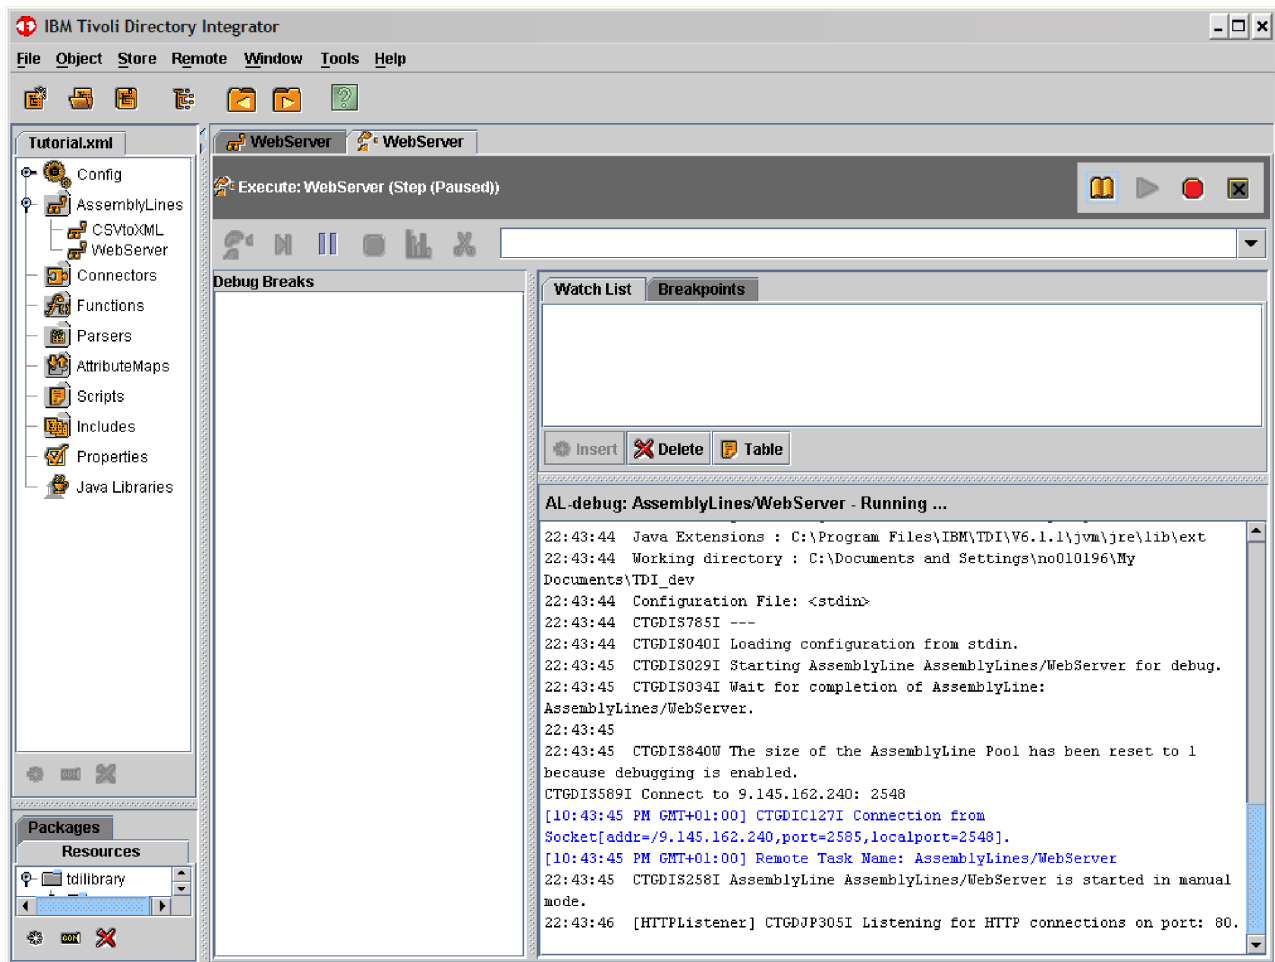 IBM Tivoli Directory Integrator
File Object Store Remote Window Tools Help
Tutorial.xml
Config
AssemblyLines
CSVtoXML
WebServer
Connectors
Functions
Parsers
AttributeMaps
Scripts
Includes
Properties
Java Libraries
Packages
Resources
tdilibrary
WebServer WebServer
Execute: WebServer (Step (Paused))
Debug Breaks
Watch List Breakpoints
Insert Delete Table
AL-debug: AssemblyLines/WebServer - Running ...
22:43:44 Java Extensions : C:\Program Files\IBM\TDI\V6.1.1\jvm\jre\lib\ext
22:43:44 Working directory : C:\Documents and Settings\no010196\My
Documents\TDI_dev
22:43:44 Configuration File: <stdin>
22:43:44 CTGDIS785I ---
22:43:44 CTGDIS040I Loading configuration from stdin.
22:43:45 CTGDIS029I Starting AssemblyLine AssemblyLines/WebServer for debug.
22:43:45 CTGDIS034I Wait for completion of AssemblyLine:
AssemblyLines/WebServer.
22:43:45
22:43:45 CTGDIS840W The size of the AssemblyLine Pool has been reset to 1
because debugging is enabled.
CTGDIS589I Connect to 9.145.162.240: 2548
[10:43:45 PM GMT+01:00] CTGDIC127I Connection from
Socket[addr=/9.145.162.240,port=2585,localport=2548].
[10:43:45 PM GMT+01:00] Remote Task Name: AssemblyLines/WebServer
22:43:45 CTGDIS258I AssemblyLine AssemblyLines/WebServer is started in manual
mode.
22:43:46 [HTTPListener] CTGDJP305I Listening for HTTP connections on port: 80.